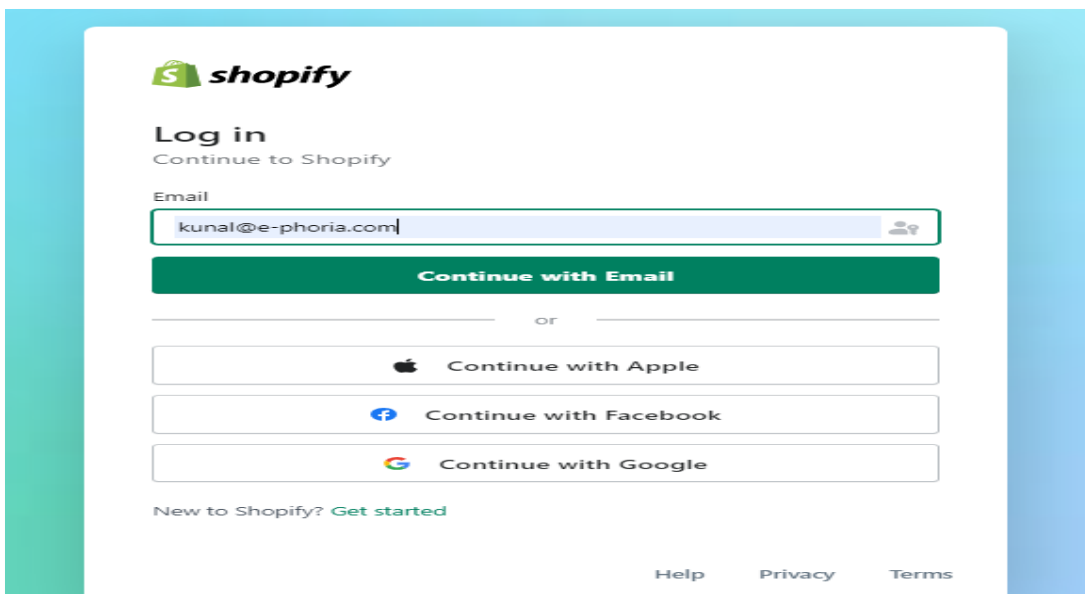 shopify
Log in
Continue to Shopify
Email
kunal@e-phoria.com
Continue with Email
or
Continue with Apple
Continue with Facebook
Continue with Google
New to Shopify? Get started
Help Privacy Terms